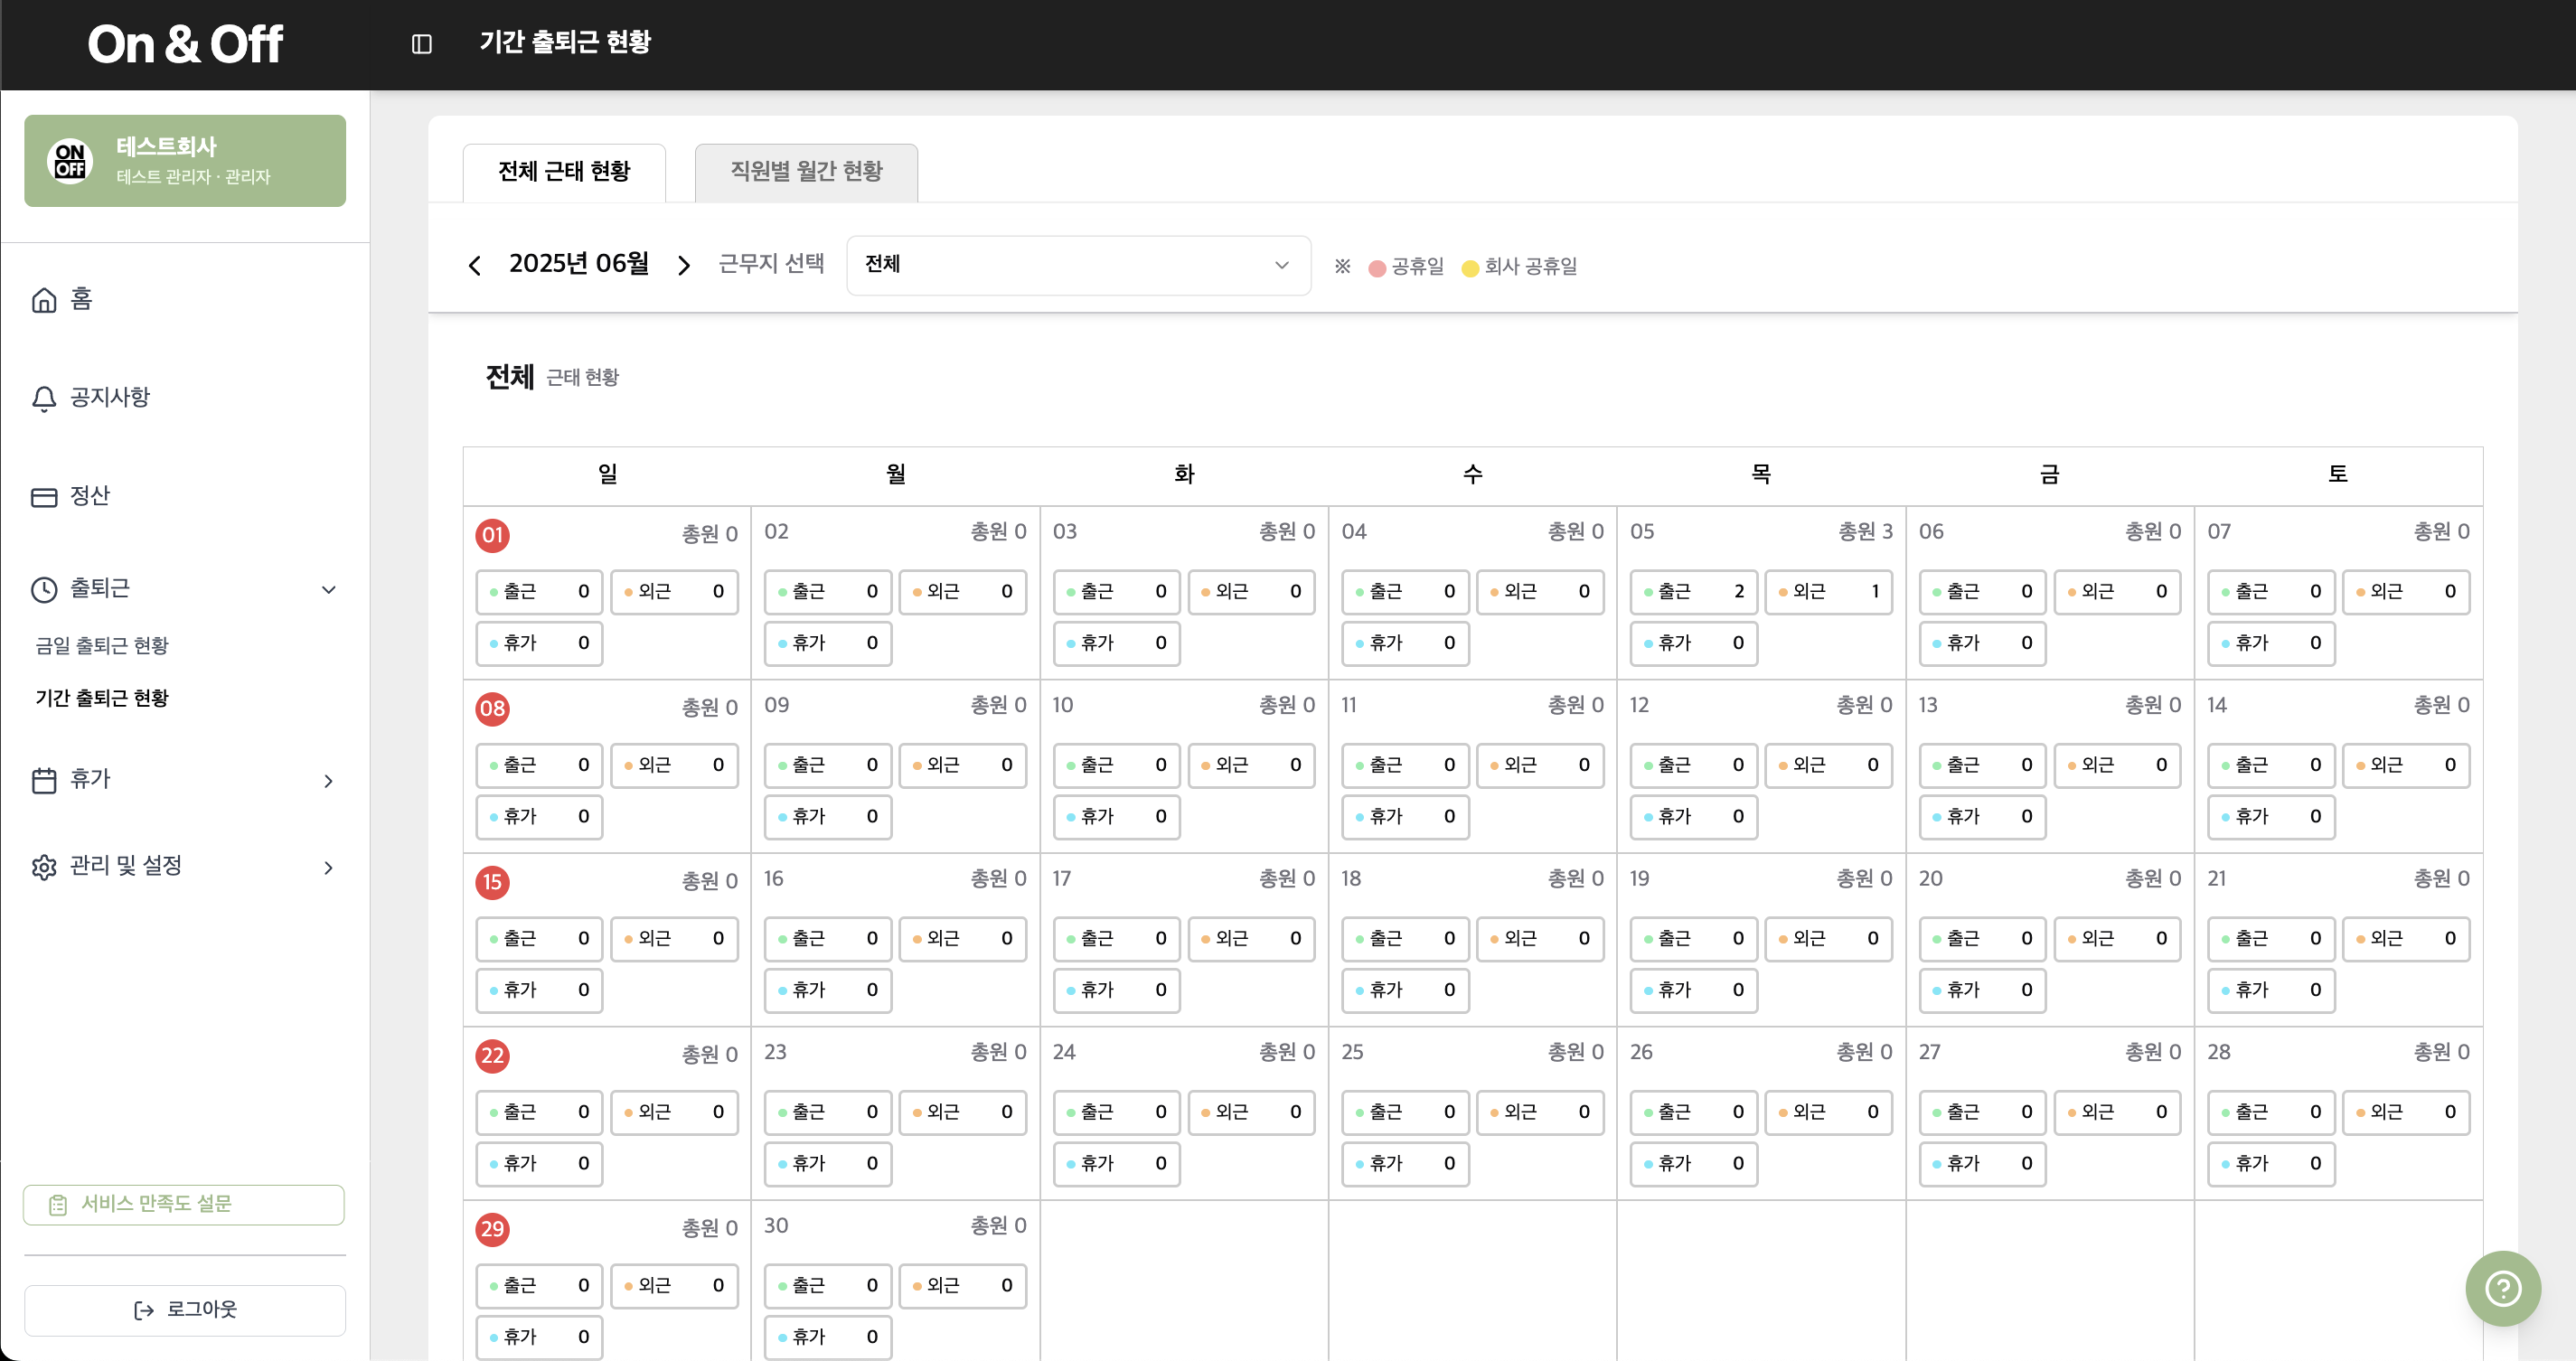 On & Off
기간 출퇴근 현황
ON
OFF
테스트회사
테스트 관리자 · 관리자
홈
공지사항
정산
출퇴근
금일 출퇴근 현황
기간 출퇴근 현황
휴가
관리 및 설정
서비스 만족도 설문
로그아웃
전체 근태 현황 직원별 월간 현황
2025년 06월 근무지 선택 전체 ※ 공휴일 회사 공휴일
전체 근태 현황
일 월 화 수 목 금 토
01 총원 0 02 총원 0 03 총원 0 04 총원 0 05 총원 3 06 총원 0 07 총원 0
출근 0 외근 0 출근 0 외근 0 출근 0 외근 0 출근 0 외근 0 출근 2 외근 1 출근 0 외근 0 출근 0 외근 0
휴가 0 휴가 0 휴가 0 휴가 0 휴가 0 휴가 0 휴가 0
08 총원 0 09 총원 0 10 총원 0 11 총원 0 12 총원 0 13 총원 0 14 총원 0
출근 0 외근 0 출근 0 외근 0 출근 0 외근 0 출근 0 외근 0 출근 0 외근 0 출근 0 외근 0 출근 0 외근 0
휴가 0 휴가 0 휴가 0 휴가 0 휴가 0 휴가 0 휴가 0
15 총원 0 16 총원 0 17 총원 0 18 총원 0 19 총원 0 20 총원 0 21 총원 0
출근 0 외근 0 출근 0 외근 0 출근 0 외근 0 출근 0 외근 0 출근 0 외근 0 출근 0 외근 0 출근 0 외근 0
휴가 0 휴가 0 휴가 0 휴가 0 휴가 0 휴가 0 휴가 0
22 총원 0 23 총원 0 24 총원 0 25 총원 0 26 총원 0 27 총원 0 28 총원 0
출근 0 외근 0 출근 0 외근 0 출근 0 외근 0 출근 0 외근 0 출근 0 외근 0 출근 0 외근 0 출근 0 외근 0
휴가 0 휴가 0 휴가 0 휴가 0 휴가 0 휴가 0 휴가 0
29 총원 0 30 총원 0
출근 0 외근 0 출근 0 외근 0
휴가 0 휴가 0